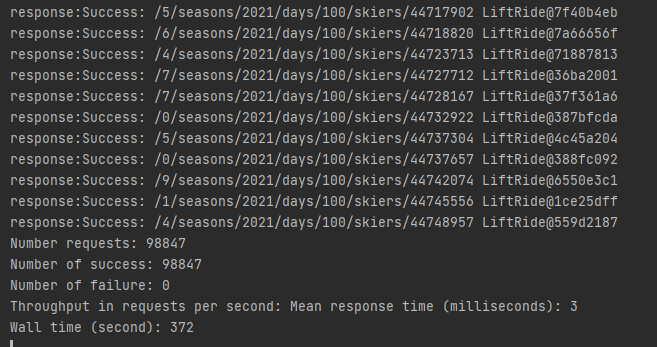 response:Success: /5/seasons/2021/days/100/skiers/44717902 LiftRide@7f40b4eb
response:Success: /6/seasons/2021/days/100/skiers/44718820 LiftRide@7a66656f
response:Success: /4/seasons/2021/days/100/skiers/44723713 LiftRide@71887813
response:Success: /7/seasons/2021/days/100/skiers/44727712 LiftRide@36ba2001
response:Success: /7/seasons/2021/days/100/skiers/44728167 LiftRide@37f361a6
response:Success: /0/seasons/2021/days/100/skiers/44732922 LiftRide@387bfcda
response:Success: /5/seasons/2021/days/100/skiers/44737304 LiftRide@4c45a204
response:Success: /0/seasons/2021/days/100/skiers/44737657 LiftRide@388fc092
response:Success: /9/seasons/2021/days/100/skiers/44742074 LiftRide@6550e3c1
response:Success: /1/seasons/2021/days/100/skiers/44745556 LiftRide@1ce25dff
response:Success: /4/seasons/2021/days/100/skiers/44748957 LiftRide@559d2187
Number requests: 98847
Number of success: 98847
Number of failure: 0
Throughput in requests per second: Mean response time (milliseconds): 3
Wall time (second): 372